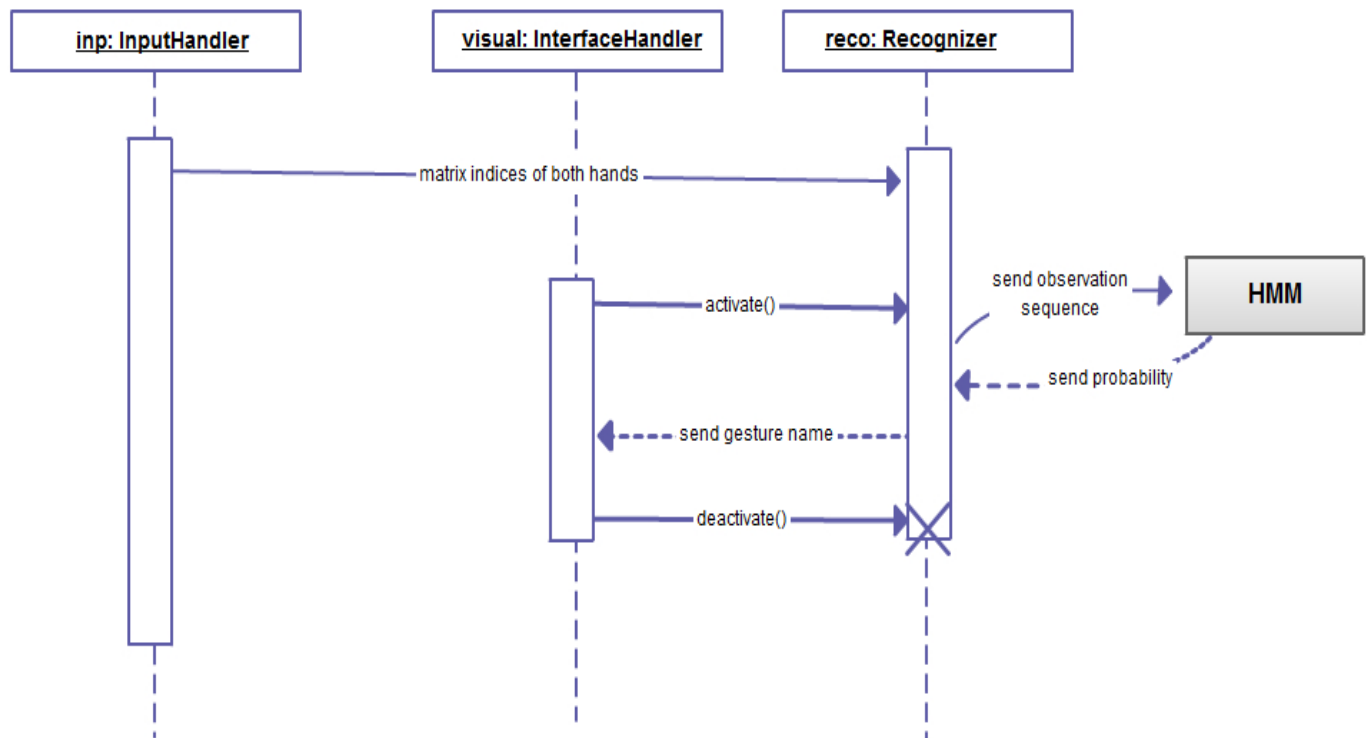 inp: InputHandler
visual: InterfaceHandler
reco: Recognizer
matrix indices of both hands
send observation
sequence
HMM
activate()
send probability
send gesture name
deactivate()